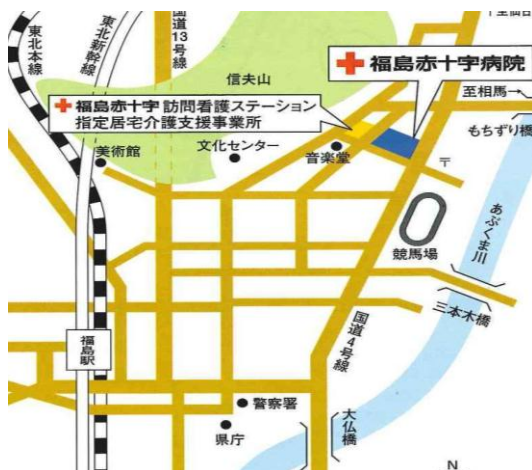 東北本線
東北新幹線
国道13号線
信夫山
福島赤十字病院
至相馬→
福島赤十字 訪問看護ステーション
指定居宅介護支援事業所
もちずり橋
美術館
文化センター
音楽堂
〒
あぶくま川
競馬場
三本木橋
国道4号線
福島駅
警察署
県庁
大仏橋
N